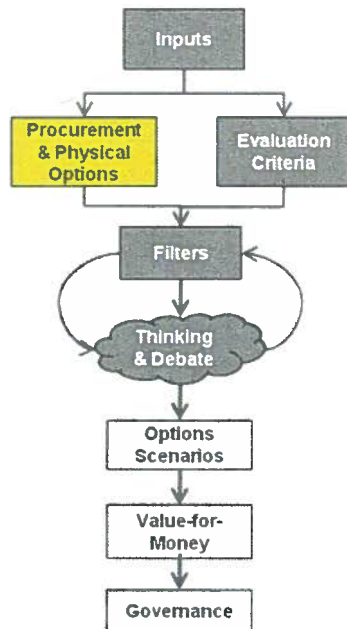 Inputs
Procurement
& Physical
Options
Evaluation
Criteria
Filters
Thinking
& Debate
Options
Scenarios
Value-for-
Money
Governance